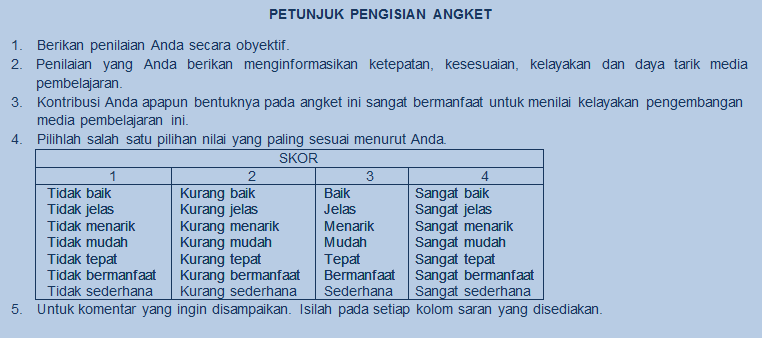 PETUNJUK PENGISIAN ANGKET
1. Berikan penilaian Anda secara obyektif.
2. Penilaian yang Anda berikan menginformasikan ketepatan, kesesuaian, kelayakan dan daya tarik media
pembelajaran.
3. Kontribusi Anda apapun bentuknya pada angket ini sangat bermanfaat untuk menilai kelayakan pengembangan
media pembelajaran ini.
4. Pilihlah salah satu pilihan nilai yang paling sesuai menurut Anda.
SKOR
1 2 3 4
Tidak baik Kurang baik Baik Sangat baik
Tidak jelas Kurang jelas Jelas Sangat jelas
Tidak menarik Kurang menarik Menarik Sangat menarik
Tidak mudah Kurang mudah Mudah Sangat mudah
Tidak tepat Kurang tepat Tepat Sangat tepat
Tidak bermanfaat Kurang bermanfaat Bermanfaat Sangat bermanfaat
Tidak sederhana Kurang sederhana Sederhana Sangat sederhana
5. Untuk komentar yang ingin disampaikan. Isilah pada setiap kolom saran yang disediakan.